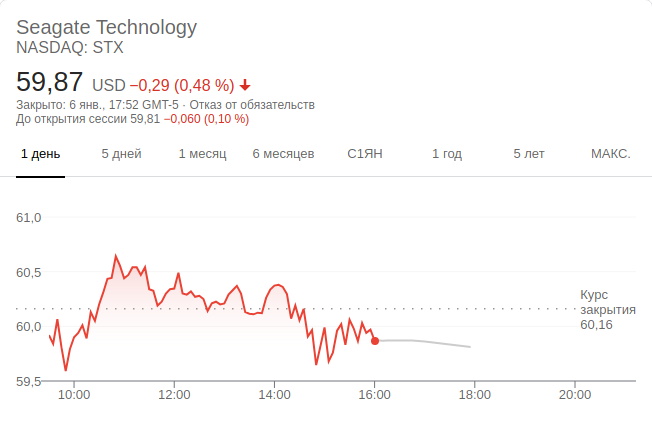 Seagate Technology
NASDAQ: STX
59,87 USD −0,29 (0,48 %)
Закрыто: 6 янв., 17:52 GMT-5 · Отказ от обязательств
До открытия сессии 59,81 −0,060 (0,10 %)
1 день 5 дней 1 месяц 6 месяцев С1ЯН 1 год 5 лет МАКС.
61,0
60,5
Курс
закрытия
60,16
60,0
59,5
10:00 12:00 14:00 16:00 18:00 20:00